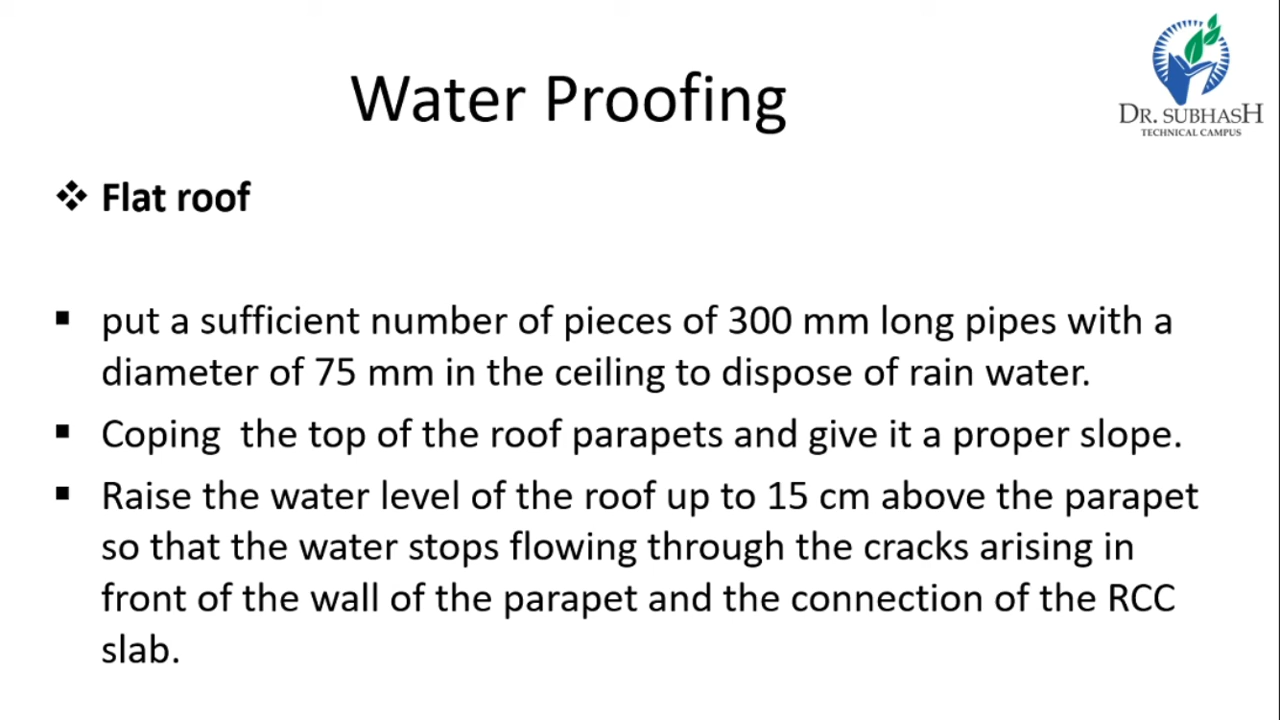 DR. SUBHASH
TECHNICAL CAMPUS
Water Proofing
❖ Flat roof
▪ put a sufficient number of pieces of 300 mm long pipes with a
diameter of 75 mm in the ceiling to dispose of rain water.
▪ Coping  the top of the roof parapets and give it a proper slope.
▪ Raise the water level of the roof up to 15 cm above the parapet
so that the water stops flowing through the cracks arising in
front of the wall of the parapet and the connection of the RCC
slab.